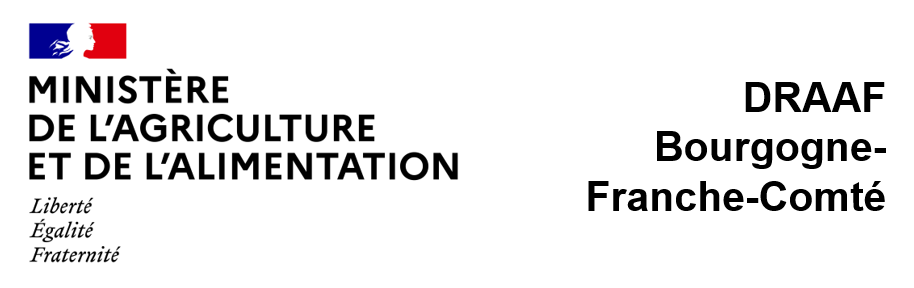 MINISTÈRE
DE L'AGRICULTURE
ET DE L'ALIMENTATION
Liberté
Égalité
Fraternité
DRAAF
Bourgogne-
Franche-Comté